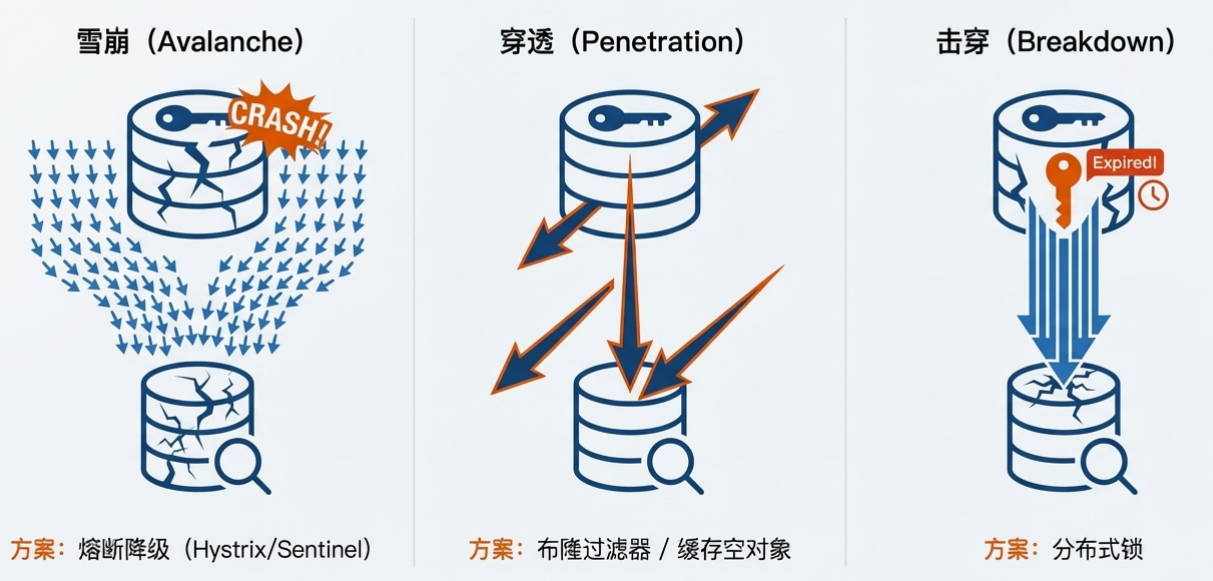 雪崩（Avalanche）
CRASH!
方案：熔断降级（Hystrix/Sentinel）
穿透（Penetration）
方案：布隆过滤器 / 缓存空对象
击穿（Breakdown）
Expired!
方案：分布式锁